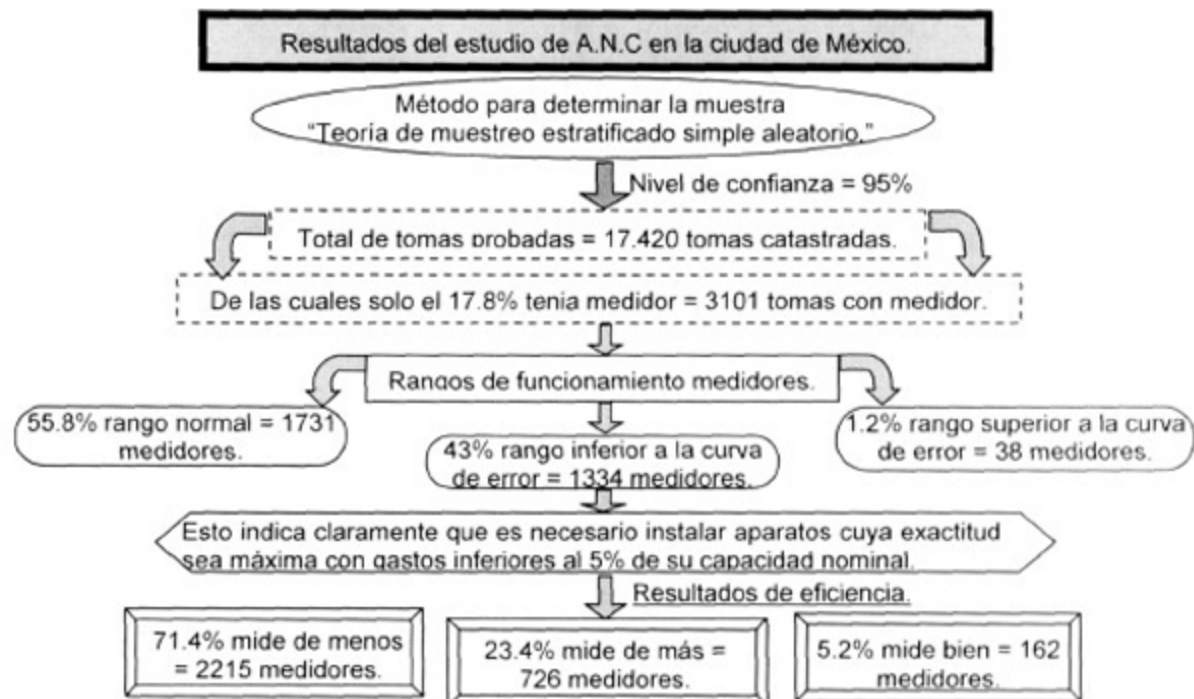 Resultados del estudio de A.N.C en la ciudad de México.
Método para determinar la muestra
“Teoría de muestreo estratificado simple aleatorio.”
Nivel de confianza = 95%
Total de tomas probadas = 17.420 tomas catastradas.
De las cuales solo el 17.8% tenia medidor = 3101 tomas con medidor.
Rangos de funcionamiento medidores.
55.8% rango normal = 1731
medidores.
43% rango inferior a la curva
de error = 1334 medidores.
1.2% rango superior a la curva
de error = 38 medidores.
Esto indica claramente que es necesario instalar aparatos cuya exactitud
sea máxima con gastos inferiores al 5% de su capacidad nominal.
Resultados de eficiencia.
71.4% mide de menos
= 2215 medidores.
23.4% mide de más =
726 medidores.
5.2% mide bien = 162
medidores.